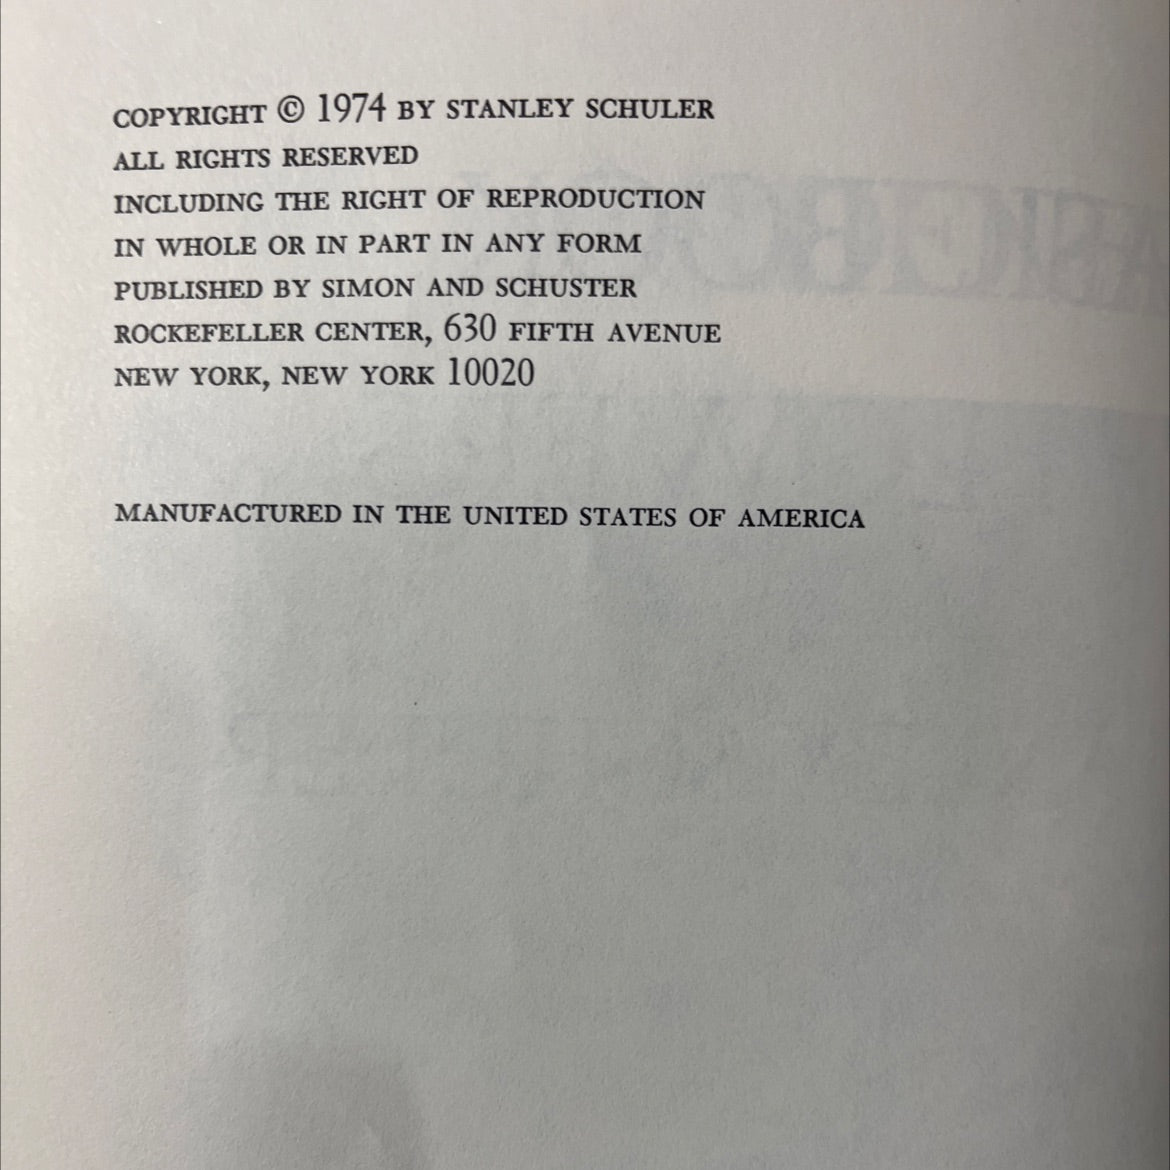 COPYRIGHT © 1974 BY STANLEY SCHULER
ALL RIGHTS RESERVED
INCLUDING THE RIGHT OF REPRODUCTION
IN WHOLE OR IN PART IN ANY FORM
PUBLISHED BY SIMON AND SCHUSTER
ROCKEFELLER CENTER, 630 FIFTH AVENUE
NEW YORK, NEW YORK 10020
MANUFACTURED IN THE UNITED STATES OF AMERICA